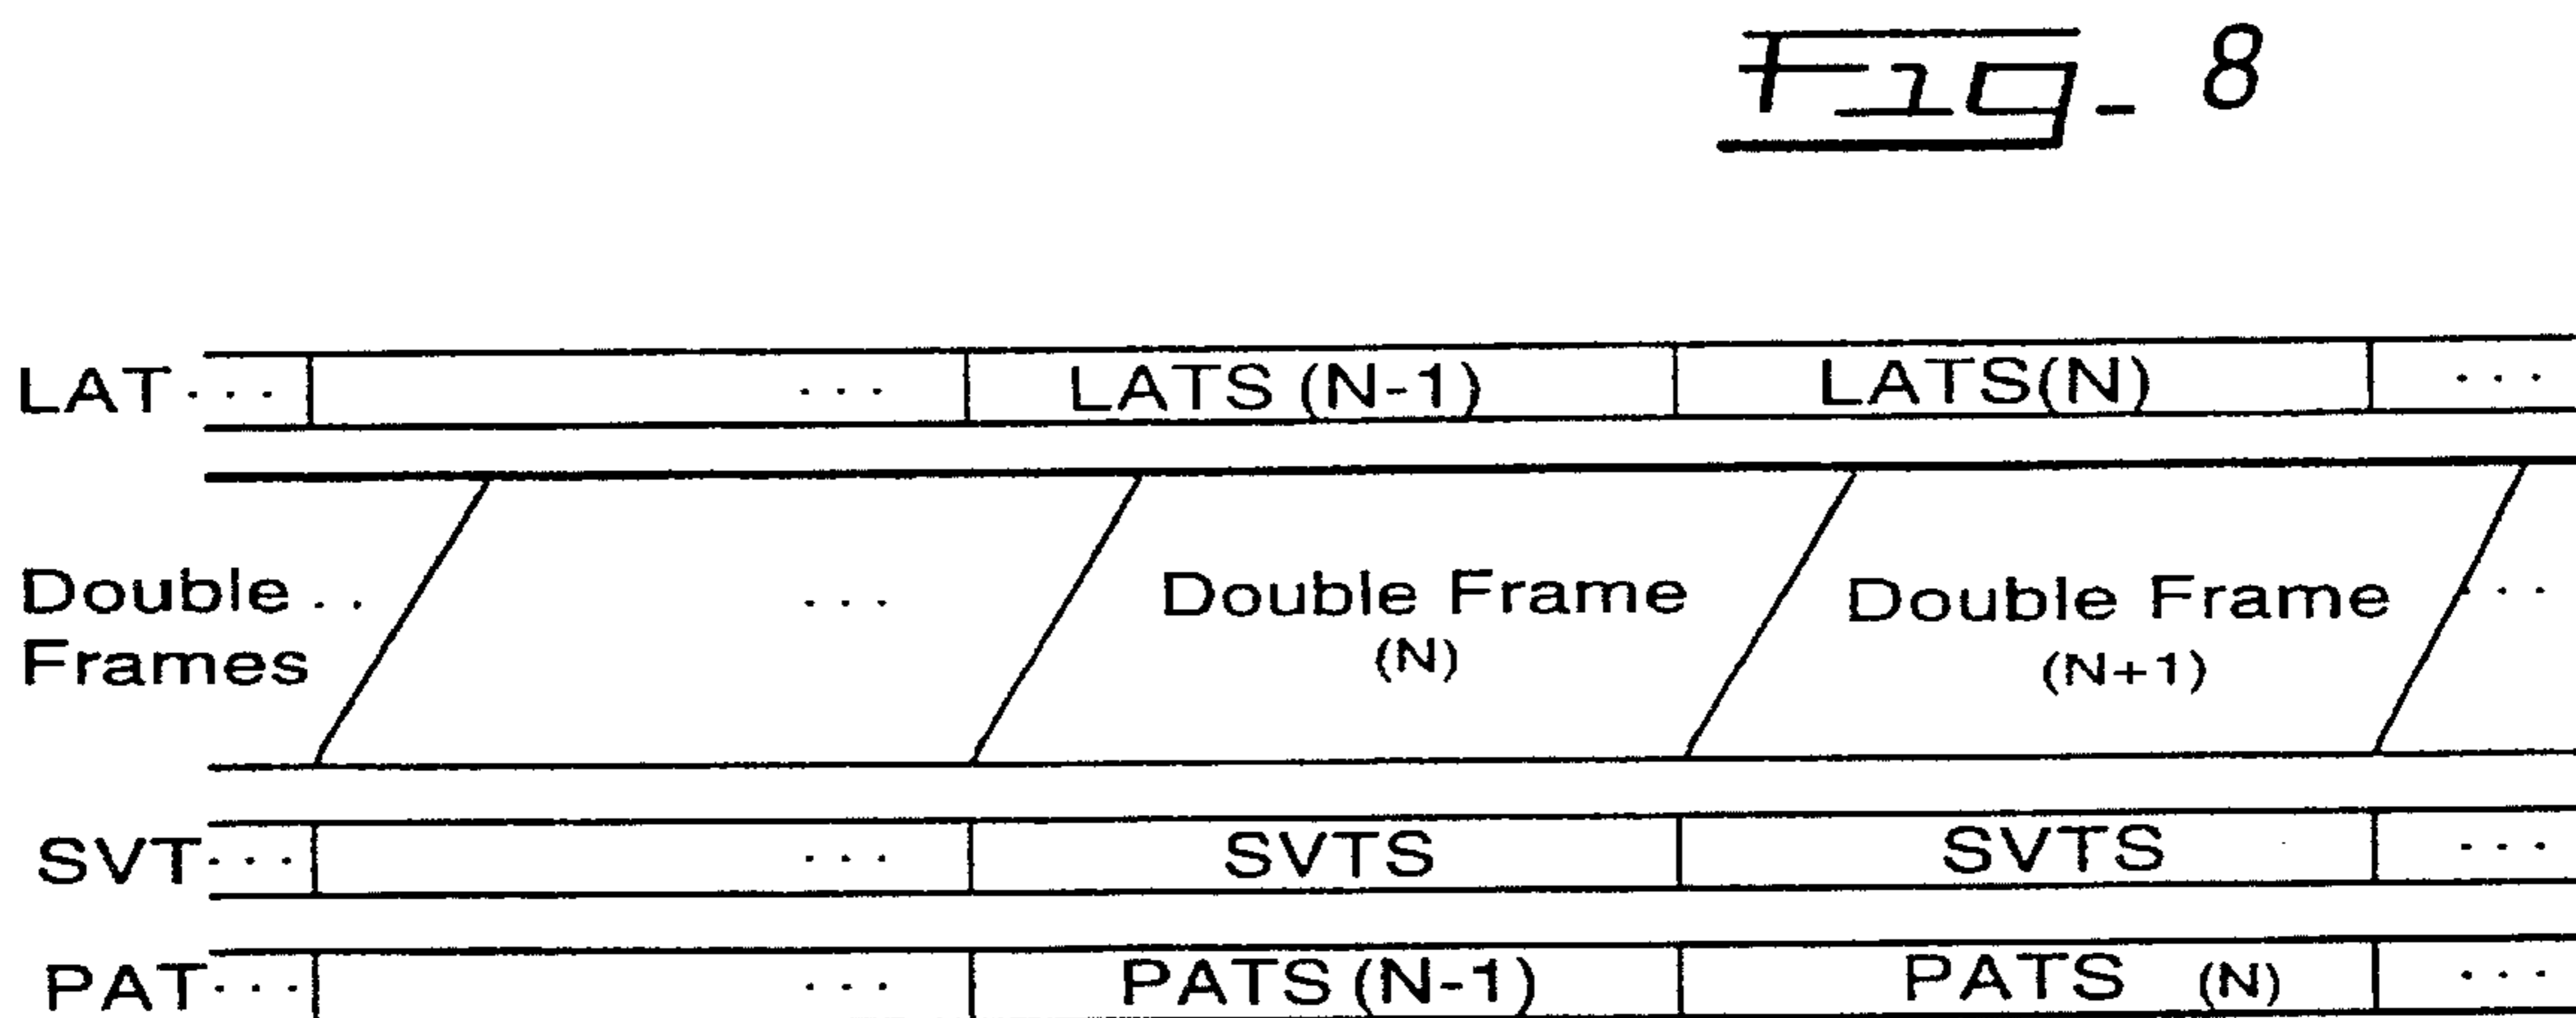 Fig- 8
LAT ... ... LATS (N-1) LATS(N) ...
Double Frames .. ... Double Frame (N) Double Frame (N+1) ...
SVT ... ... SVTS SVTS ...
PAT ... ... PATS (N-1) PATS (N) ...